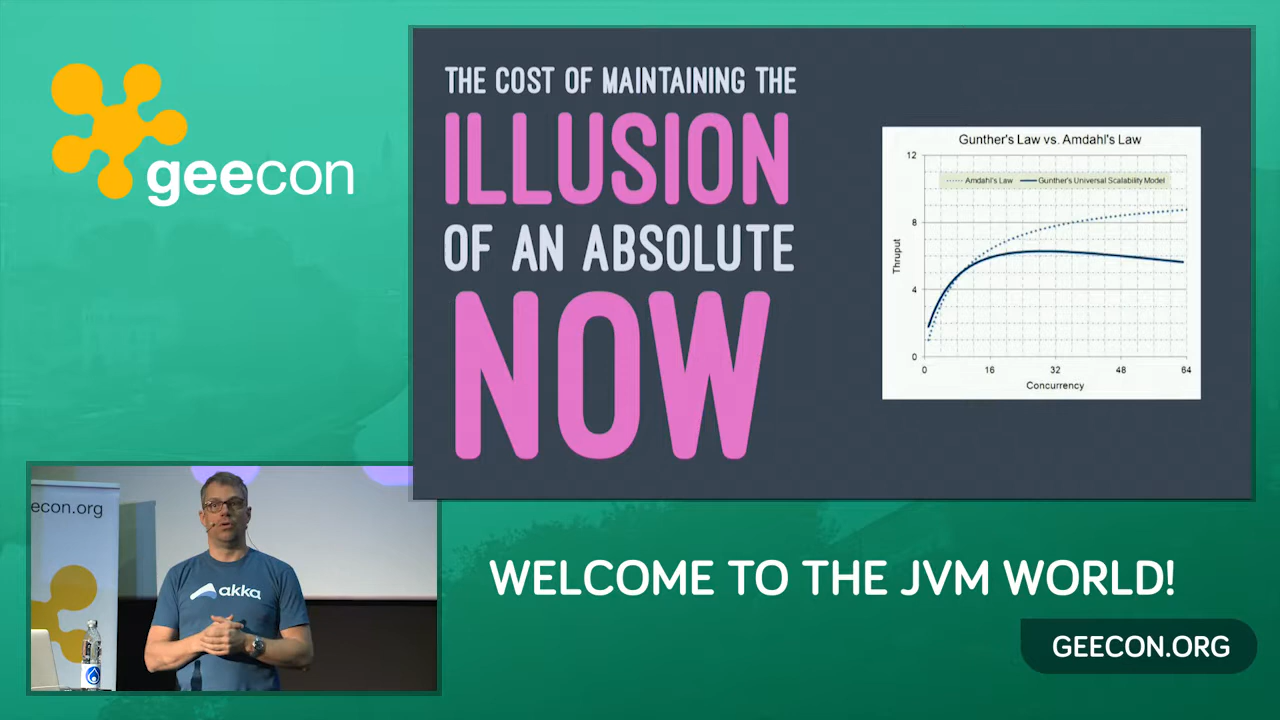 geecon
THE COST OF MAINTAINING THE
ILLUSION
OF AN ABSOLUTE
NOW
Gunther's Law vs. Amdahl's Law
Amdahl's Law Gunther's Universal Scalability Model
12
8
4
0
Thruput
0 16 32 48 64
Concurrency
econ.org
akka
WELCOME TO THE JVM WORLD!
GEECON.ORG